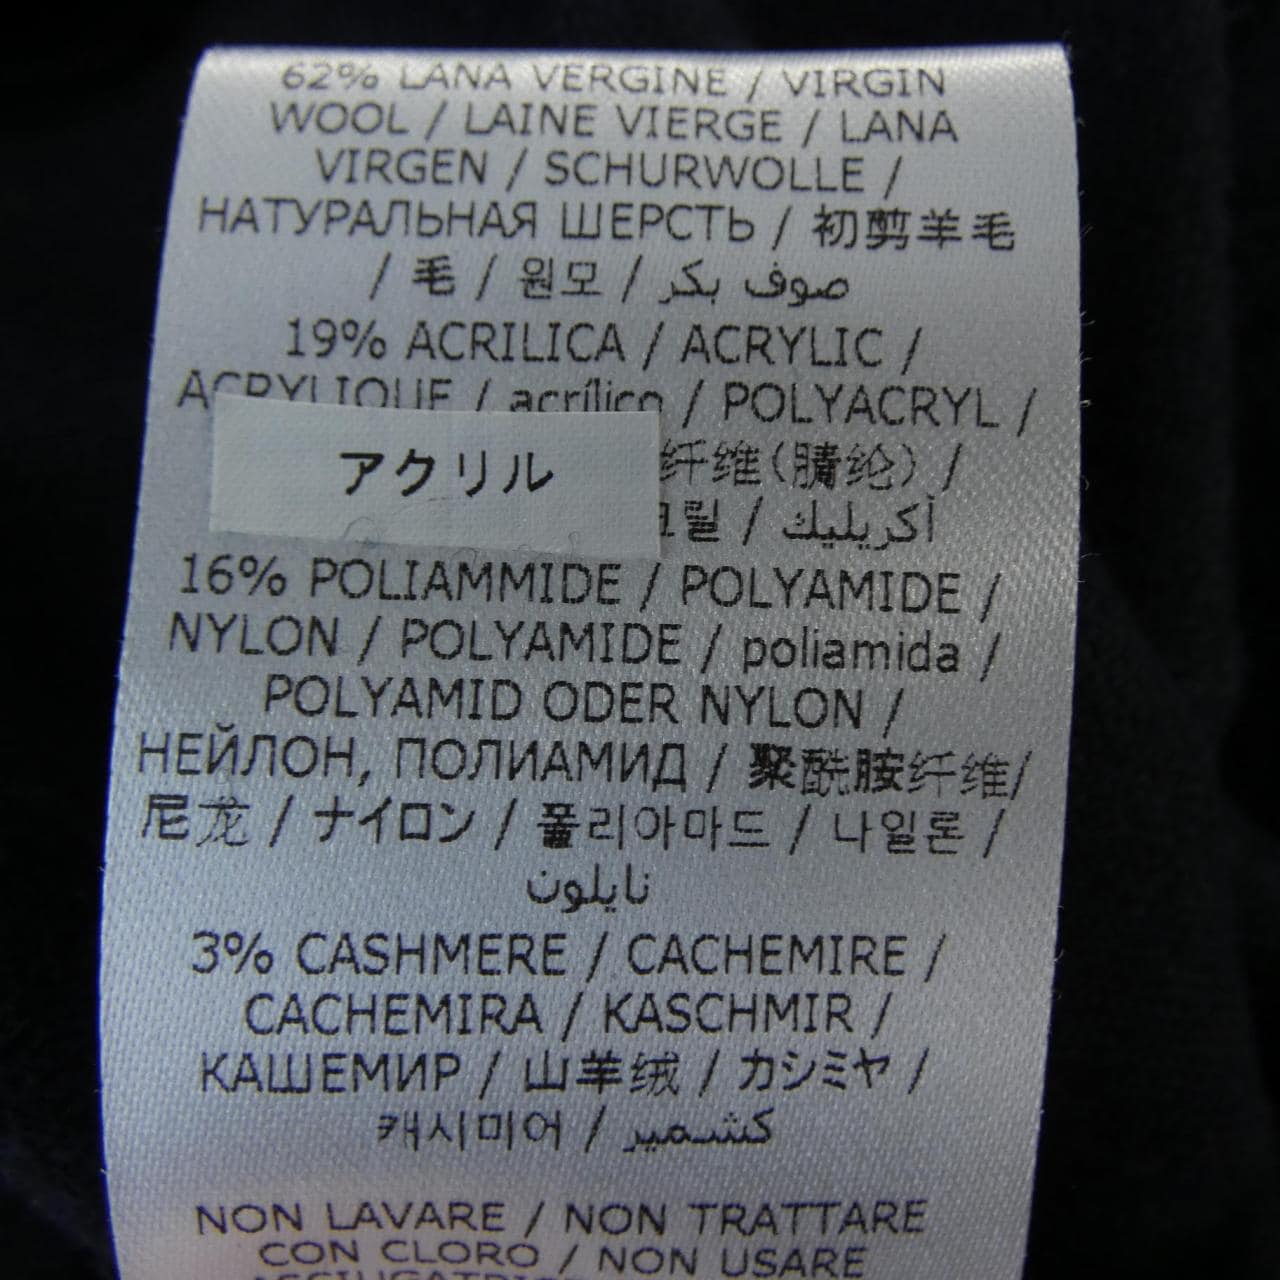 62% LANA VERGINE / VIRGIN
WOOL / LAINE VIERGE / LANA
VIRGEN / SCHURWOLLE /
НАТУРАЛЬНАЯ ШЕРСТЬ / 初剪羊毛
/ 毛 / 원모 / صوف بكر
19% ACRILICA / ACRYLIC /
ACRYLIQUE / acrílico / POLYACRYL /
アクリル
纤维(腈纶) /
크릴 / أكريليك
16% POLIAMMIDE / POLYAMIDE /
NYLON / POLYAMIDE / poliamida /
POLYAMID ODER NYLON /
НЕЙЛОН, ПОЛИАМИД / 聚酰胺纤维/
尼龙 / ナイロン / 폴리아마드 / 나일론 /
نايلون
3% CASHMERE / CACHEMIRE /
CACHEMIRA / KASCHMIR /
КАШЕМИР / 山羊绒 / カシミヤ /
캐시미어 / كشمير
NON LAVARE / NON TRATTARE
CON CLORO / NON USARE